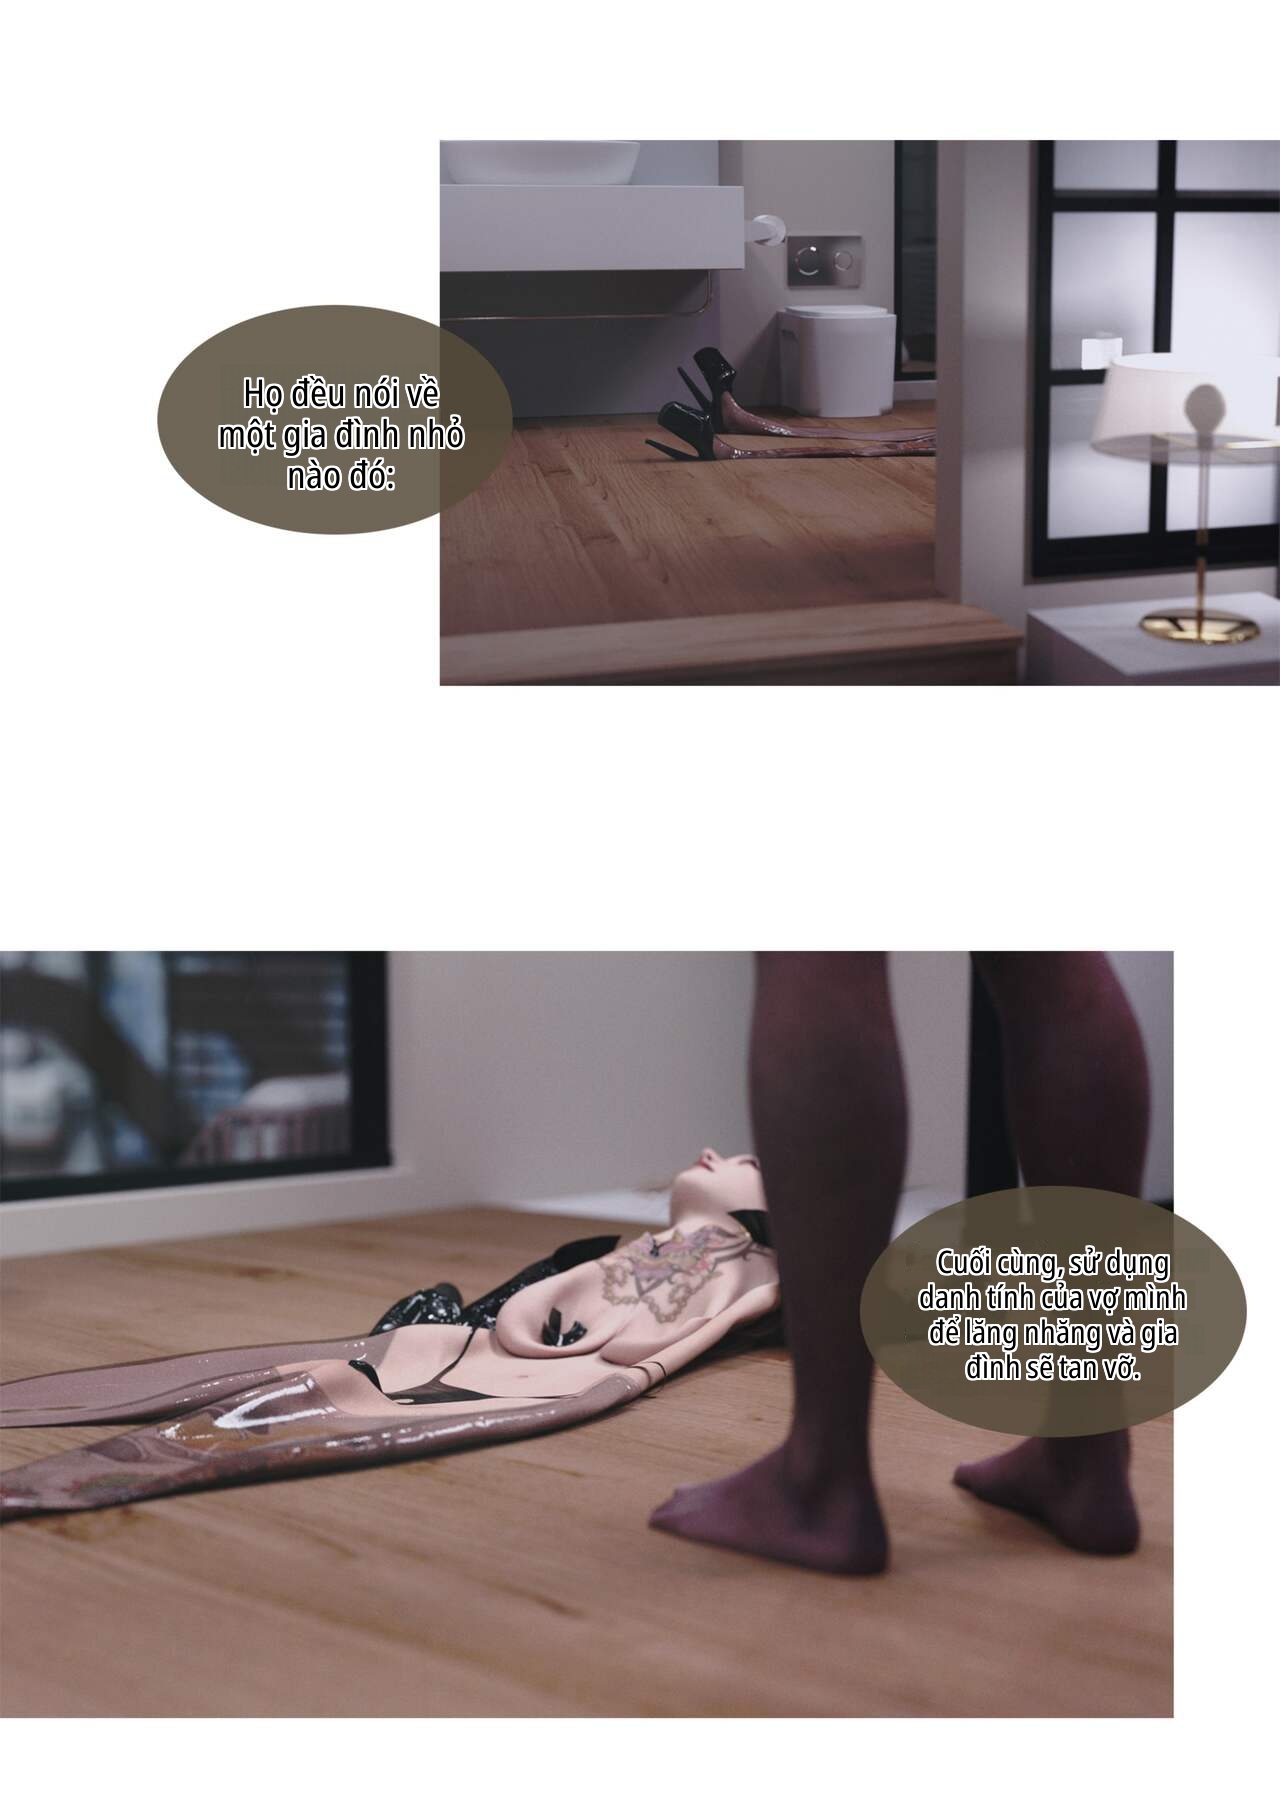 Họ đều nói về
một gia đình nhỏ
nào đó:
Cuối cùng, sử dụng
danh tính của vợ mình
để lăng nhăng và gia
đình sẽ tan vỡ.